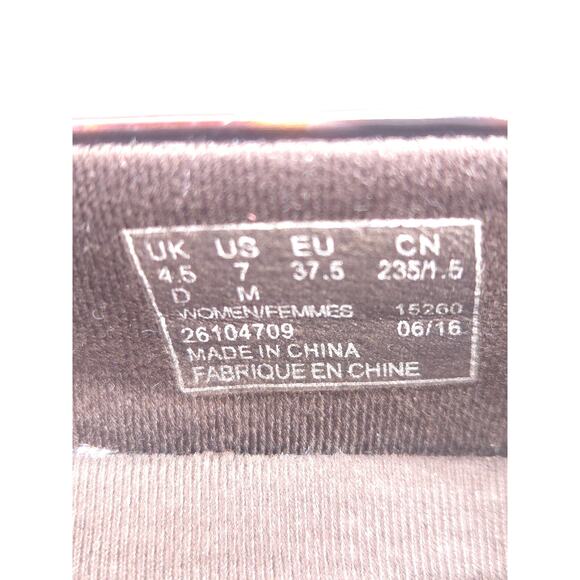 UK US EU CN
4.5 7 37.5 235/1.5
D M
WOMEN/FEMMES 15260
26104709 06/16
MADE IN CHINA
FABRIQUE EN CHINE